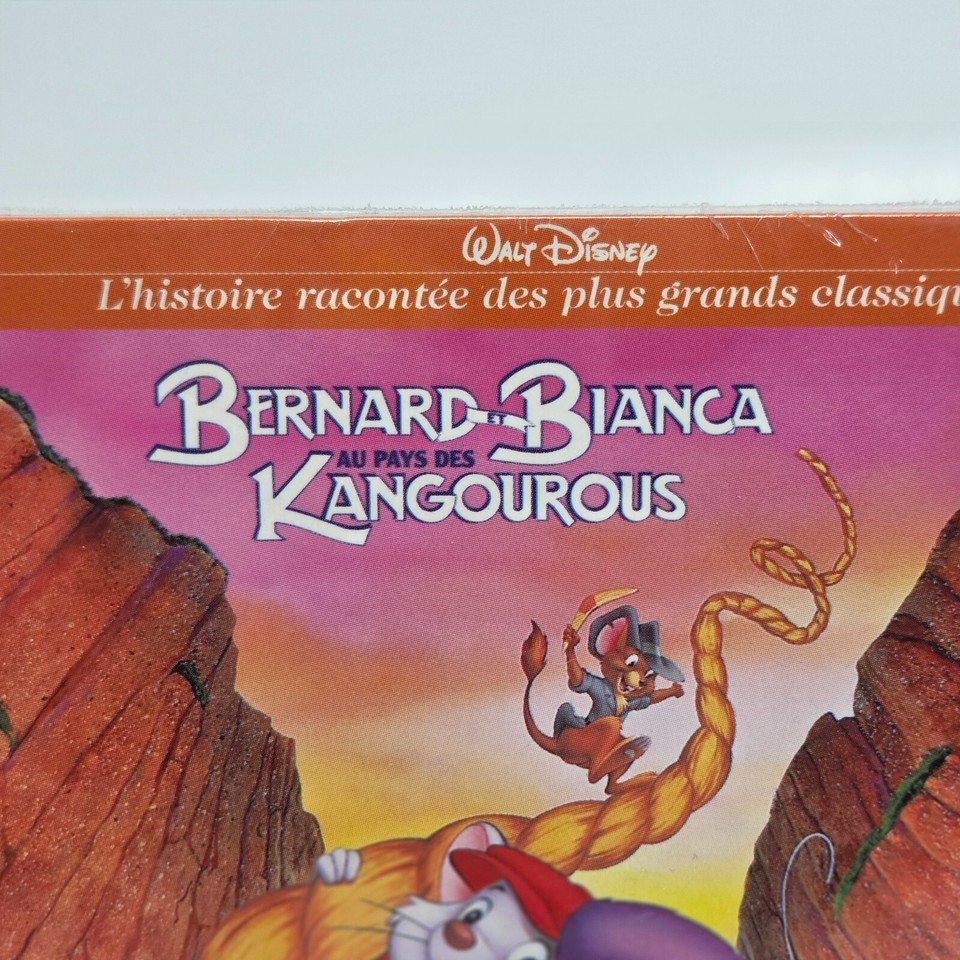 WALT DISNEY
L'histoire racontée des plus grands classiqu
BERNARD ET BIANCA
AU PAYS DES
KANGOUROUS